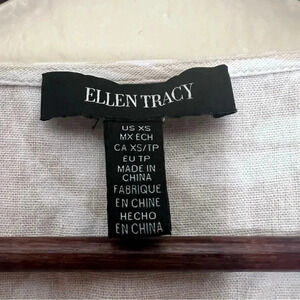 ELLEN TRACY
US XS
MX ECH
CA XS/TP
EU TP
MADE IN
CHINA
FABRIQUE
EN CHINE
HECHO
EN CHINA